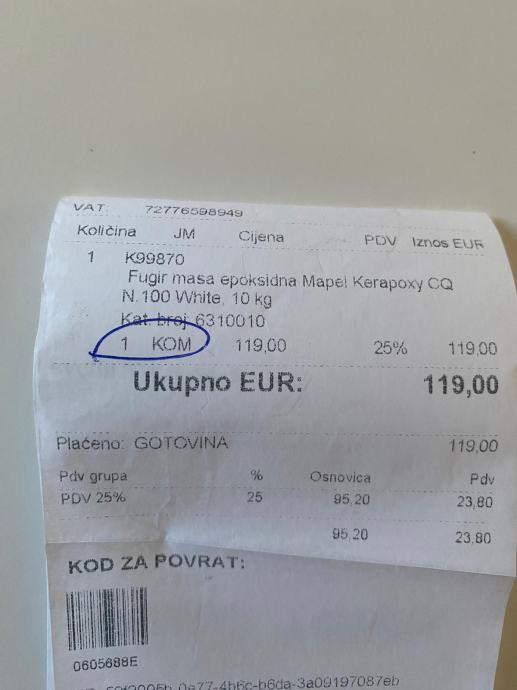 VAT: 72776598949
Količina JM Cijena PDV Iznos EUR
1 K99870
Fugir masa epoksidna Mapei Kerapoxy CQ
N.100 White, 10 kg
Kat. broj: 6310010
1 KOM 119,00 25% 119,00
Ukupno EUR: 119,00
Plaćeno: GOTOVINA 119,00
Pdv grupa % Osnovica Pdv
PDV 25% 25 95,20 23,80
95,20 23,80
KOD ZA POVRAT:
0605688E